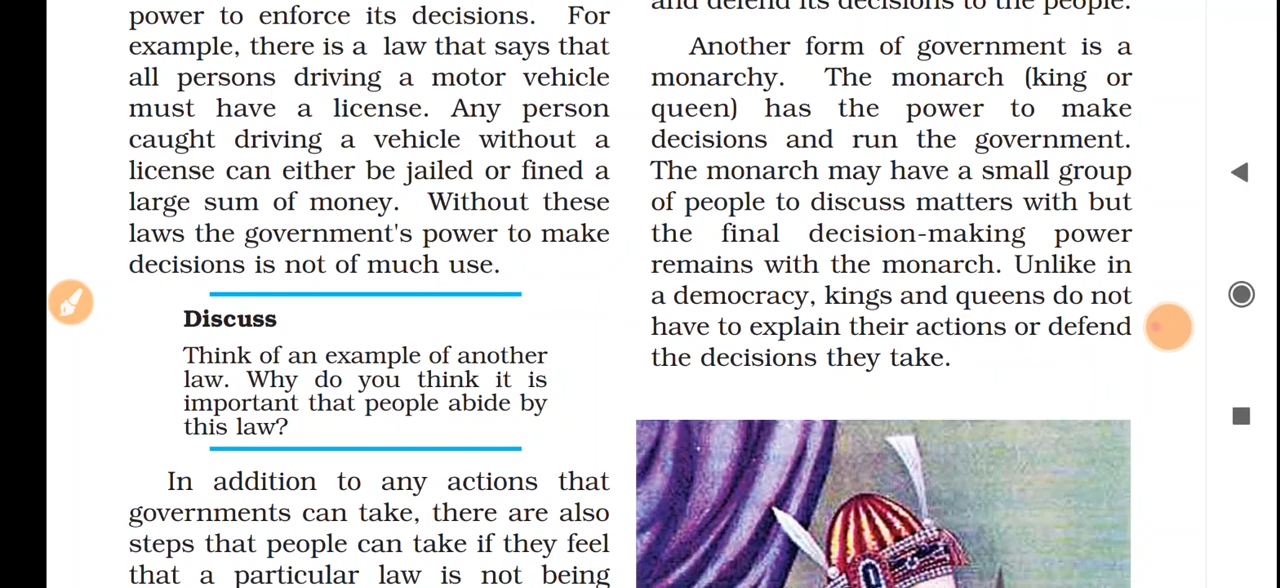 power to enforce its decisions. For
example, there is a law that says that
all persons driving a motor vehicle
must have a license. Any person
caught driving a vehicle without a
license can either be jailed or fined a
large sum of money. Without these
laws the government's power to make
decisions is not of much use.
Discuss
Think of an example of another
law. Why do you think it is
important that people abide by
this law?
In addition to any actions that
governments can take, there are also
steps that people can take if they feel
that a particular law is not being
and defend its decisions to the people.
Another form of government is a
monarchy. The monarch (king or
queen) has the power to make
decisions and run the government.
The monarch may have a small group
of people to discuss matters with but
the final decision-making power
remains with the monarch. Unlike in
a democracy, kings and queens do not
have to explain their actions or defend
the decisions they take.